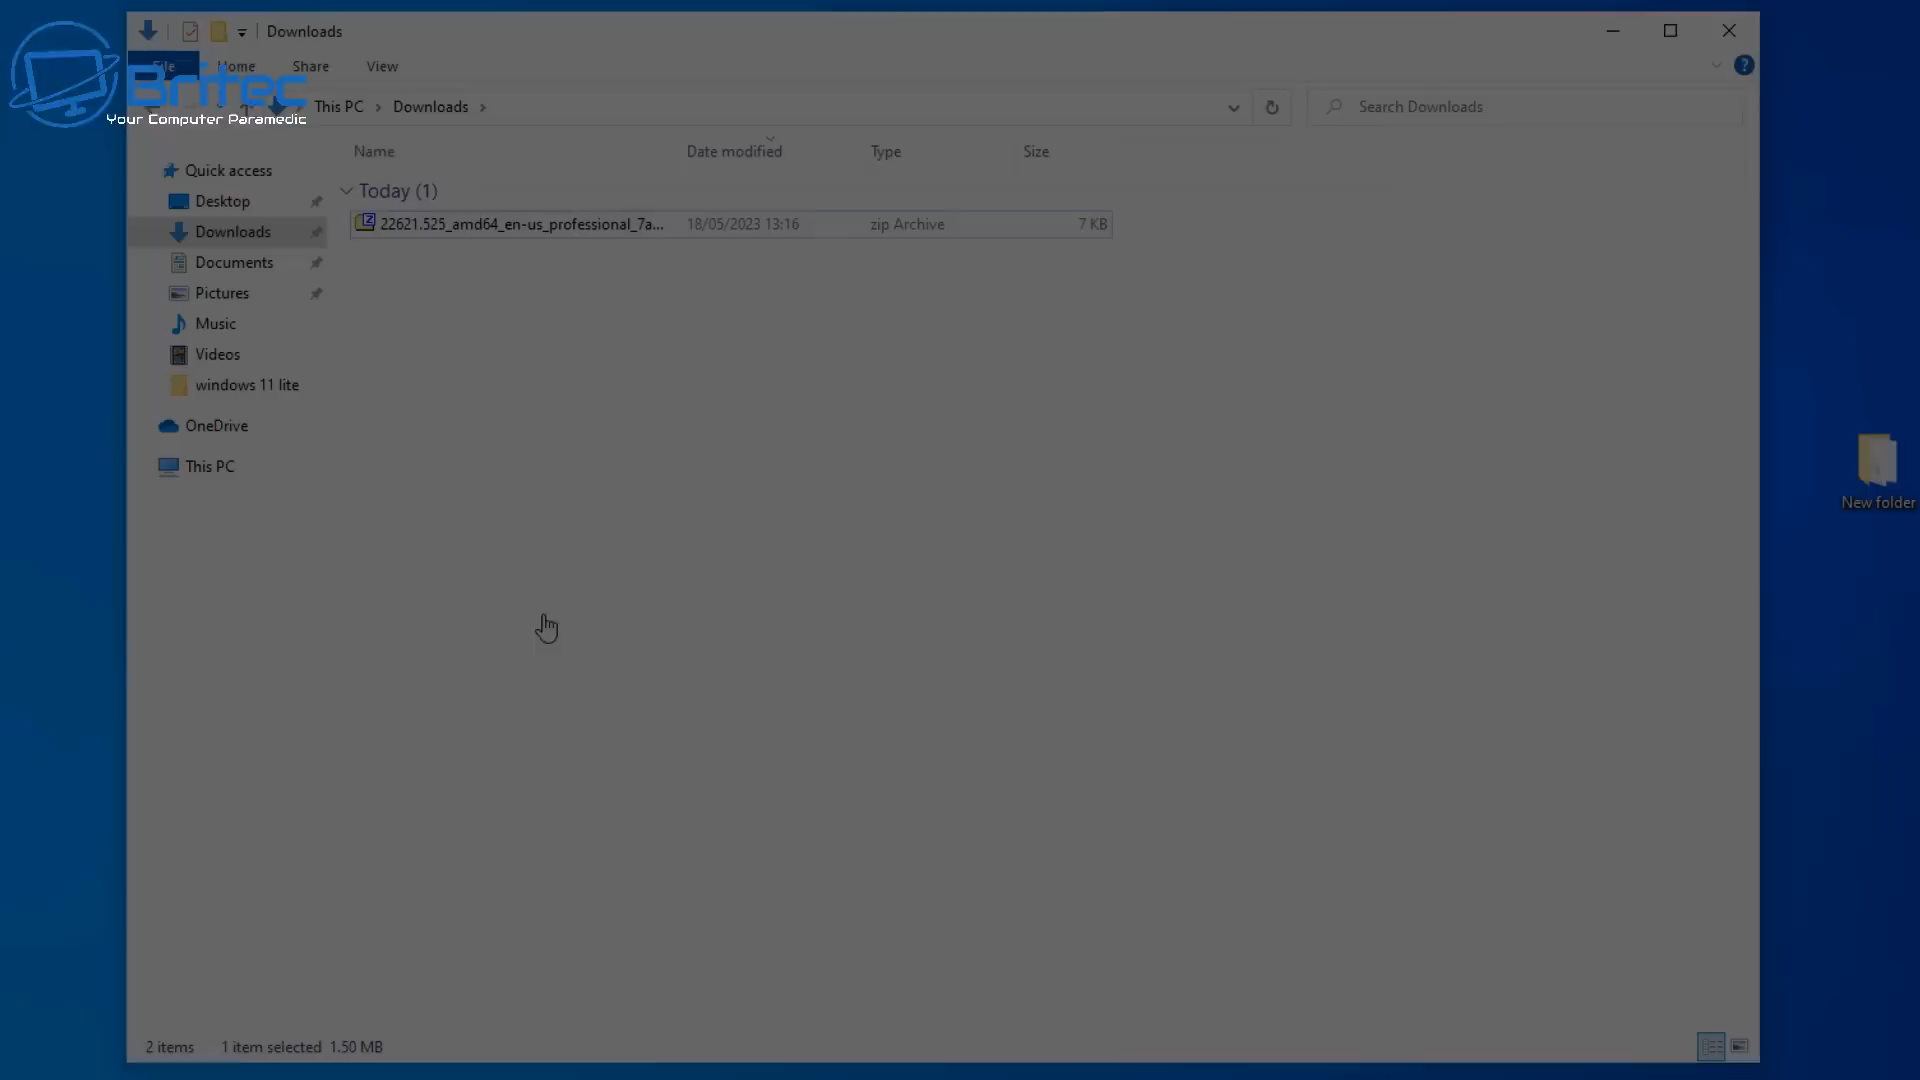 Downloads
File Home Share View
Britec
Your Computer Paramedic
This PC Downloads
Search Downloads
Name Date modified Type Size
Quick access
Today (1)
Desktop
22621.525_amd64_en-us_professional_7a... 18/05/2023 13:16 zip Archive 7 KB
Downloads
Documents
Pictures
Music
Videos
windows 11 lite
OneDrive
This PC
New folder
2 items 1 item selected 1.50 MB